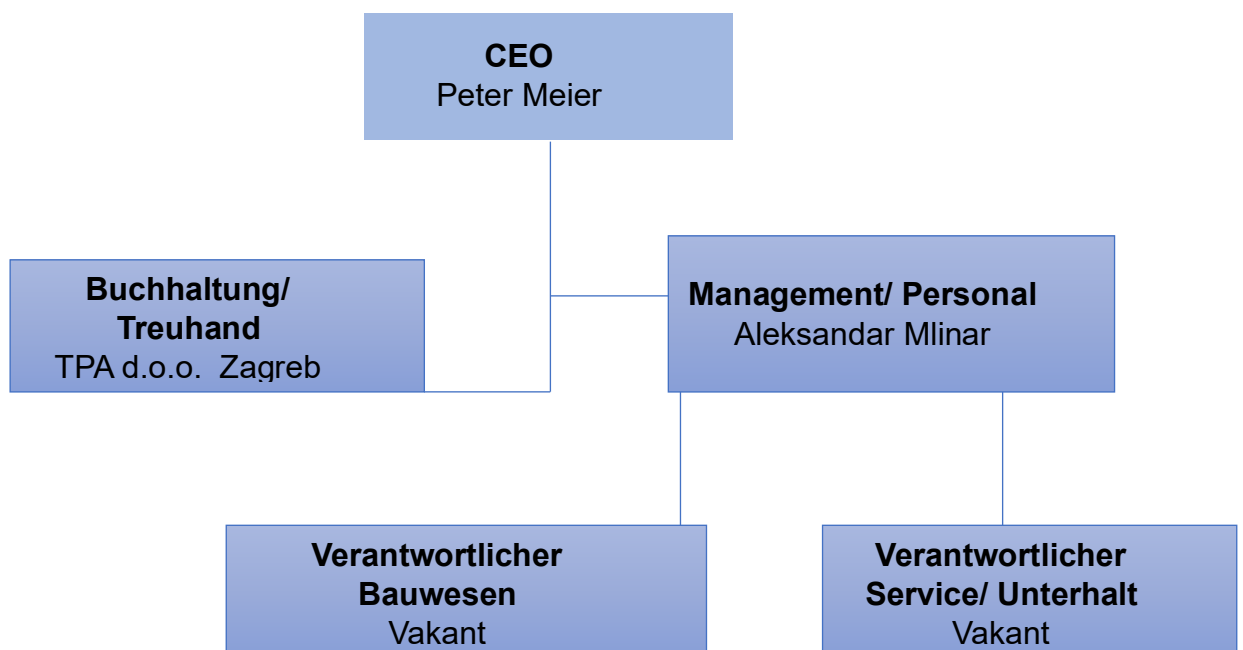 CEO
Peter Meier
Buchhaltung/
Treuhand
TPA d.o.o. Zagreb
Management/ Personal
Aleksandar Mlinar
Verantwortlicher
Bauwesen
Vakant
Verantwortlicher
Service/ Unterhalt
Vakant